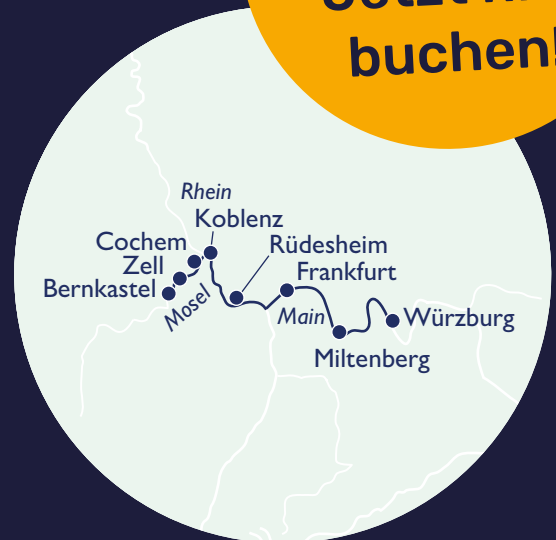 buchen!
Rhein
Koblenz
Cochem
Rüdesheim
Zell
Frankfurt
Bernkastel
Mosel
Main
Würzburg
Miltenberg